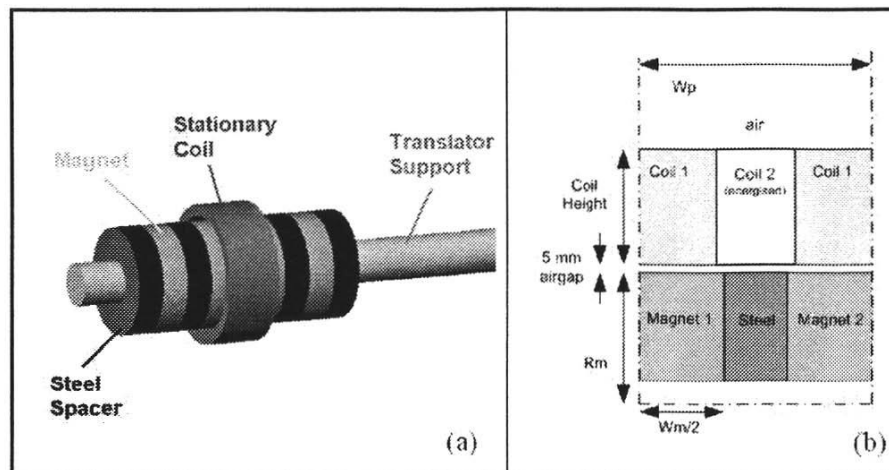 Stationary
Coil
Magnet
Translator
Support
Steel
Spacer
(a)
Wp
air
Coil
Height
Coil 1
Coil 2
(energised)
Coil 1
5 mm
airgap
Magnet 1
Steel
Magnet 2
Rm
Wm/2
(b)